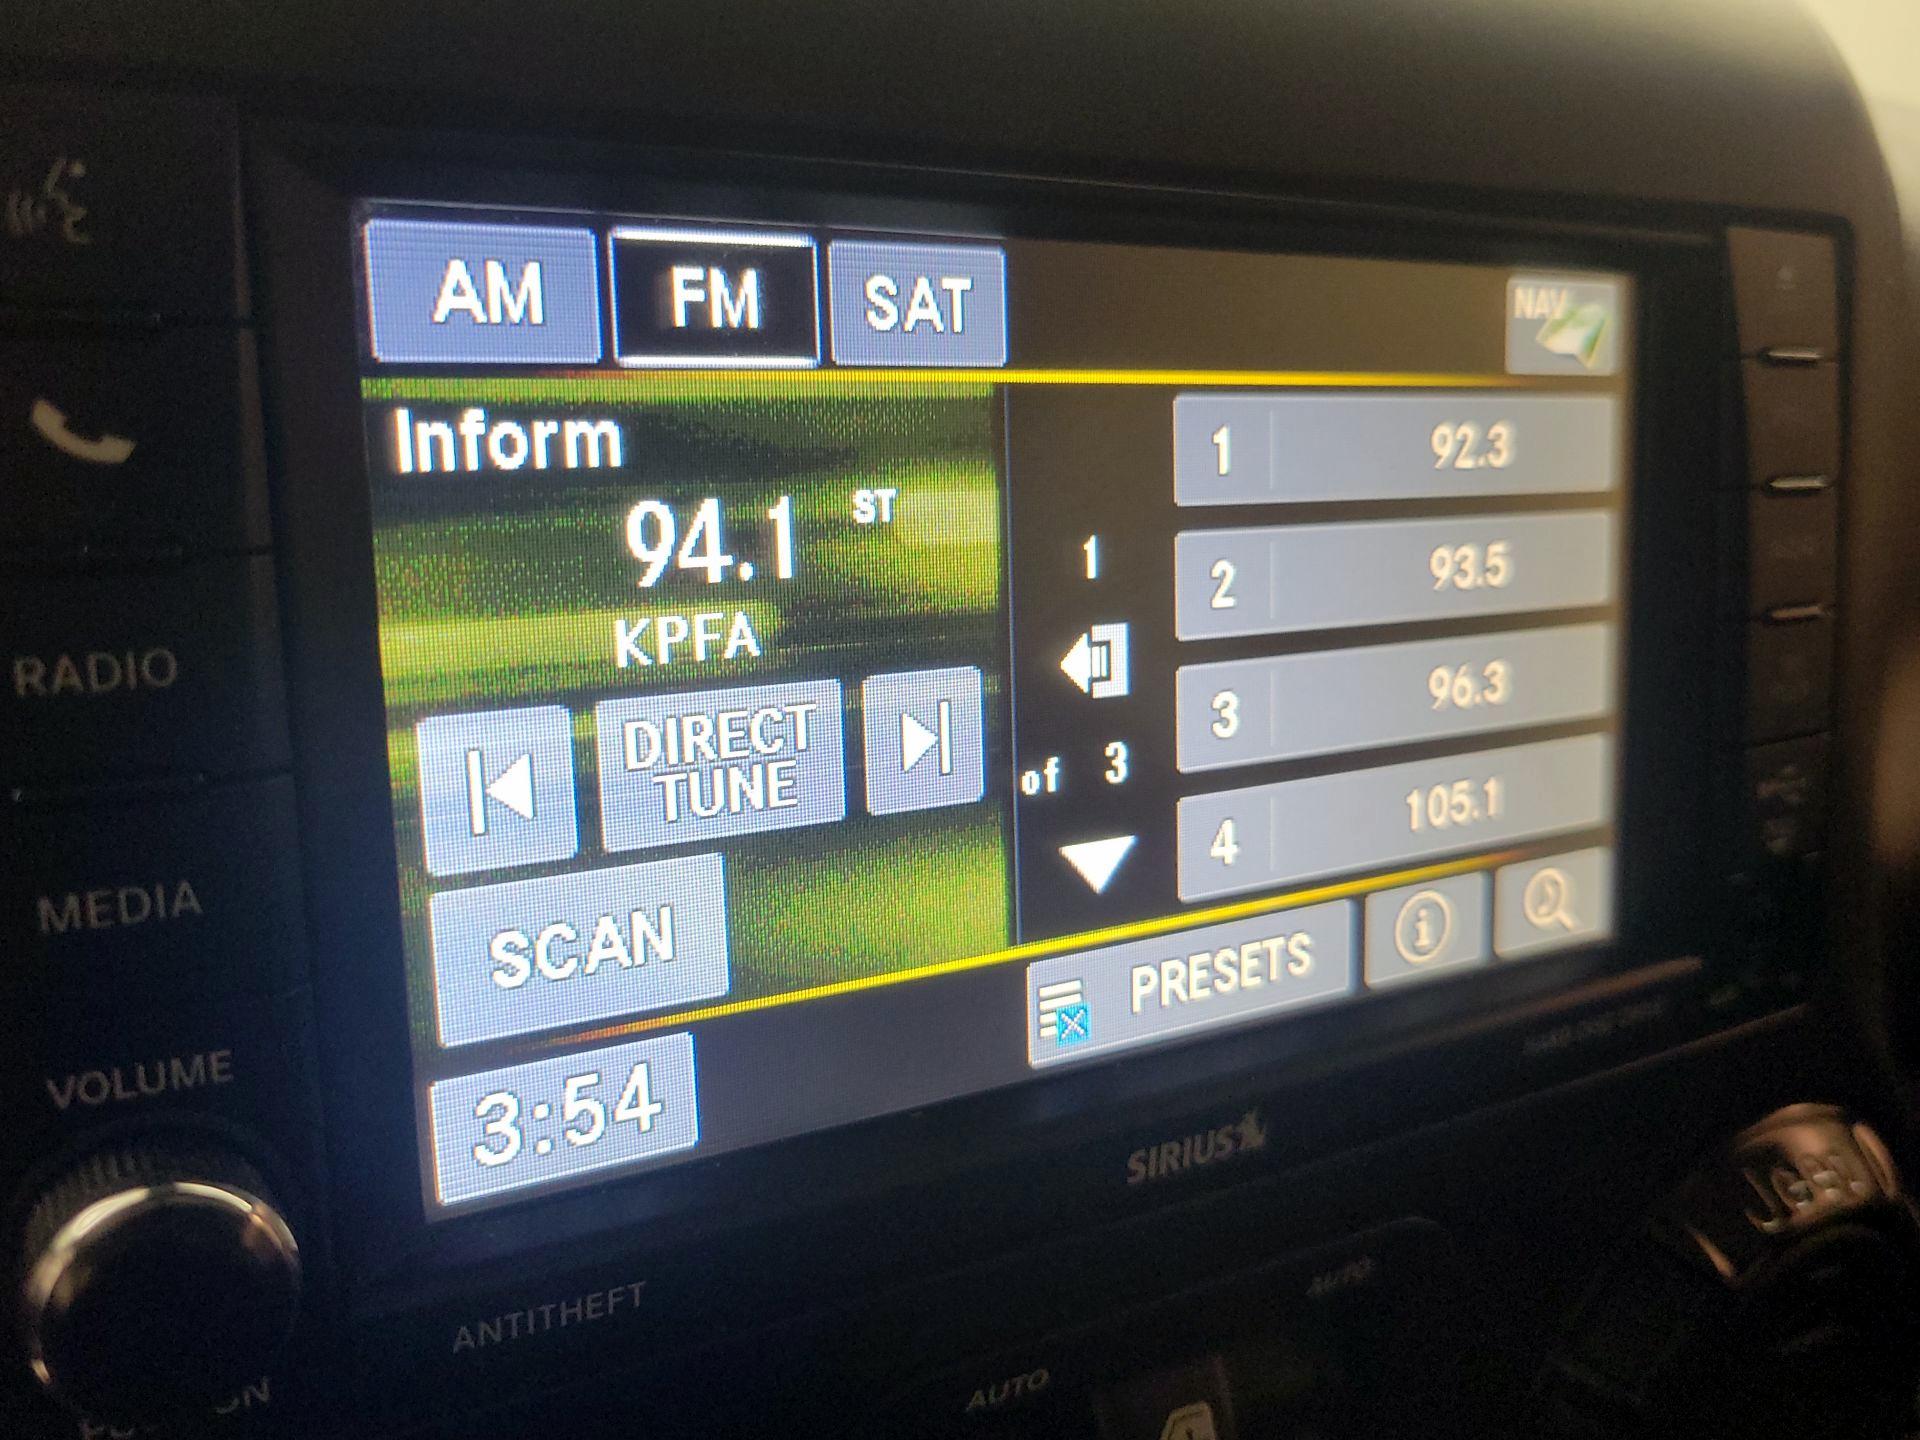 AM FM SAT NAV
Inform
94.1 ST
KPFA
DIRECT
TUNE
SCAN
3:54
1
of 3
1 92.3
2 93.5
3 96.3
4 105.1
PRESETS
i
RADIO
MEDIA
VOLUME
SIRIUS
ANTITHEFT
AUTO
AUTO